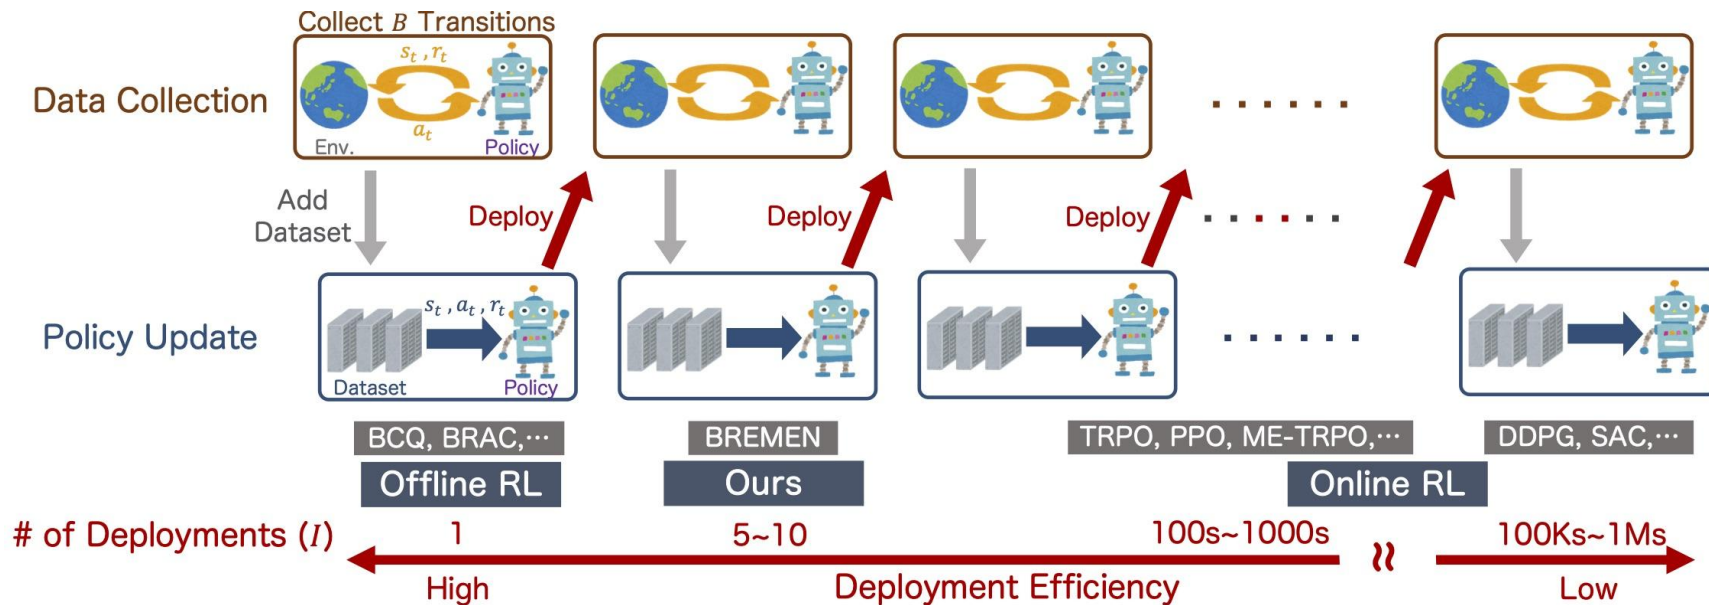 Collect B Transitions
Data Collection
s_t , r_t
a_t
Env.
Policy
Add
Dataset
Deploy
Deploy
Deploy
Policy Update
s_t , a_t , r_t
Dataset
Policy
BCQ, BRAC,⋯
BREMEN
TRPO, PPO, ME-TRPO,⋯
DDPG, SAC,⋯
Offline RL
Ours
Online RL
# of Deployments (I)
1
5~10
100s~1000s
100Ks~1Ms
High
Deployment Efficiency
Low